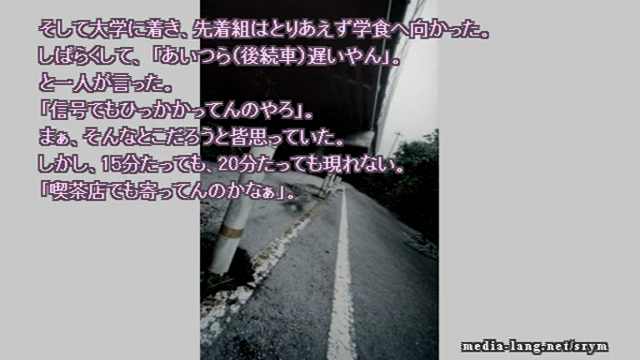 そして大学に着き、先着組はとりあえず学食へ向かった。
しばらくして、「あいつら（後続車）遅いやん」。
と一人が言った。
「信号でもひっかかってんのやろ」。
まぁ、そんなとこだろうと皆思っていた。
しかし、15分たっても、20分たっても現れない。
「喫茶店でも寄ってんのかなぁ」。
media-lang.net/srym